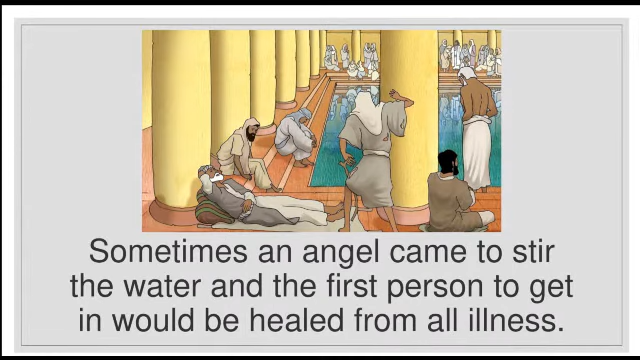 Sometimes an angel came to stir
the water and the first person to get
in would be healed from all illness.